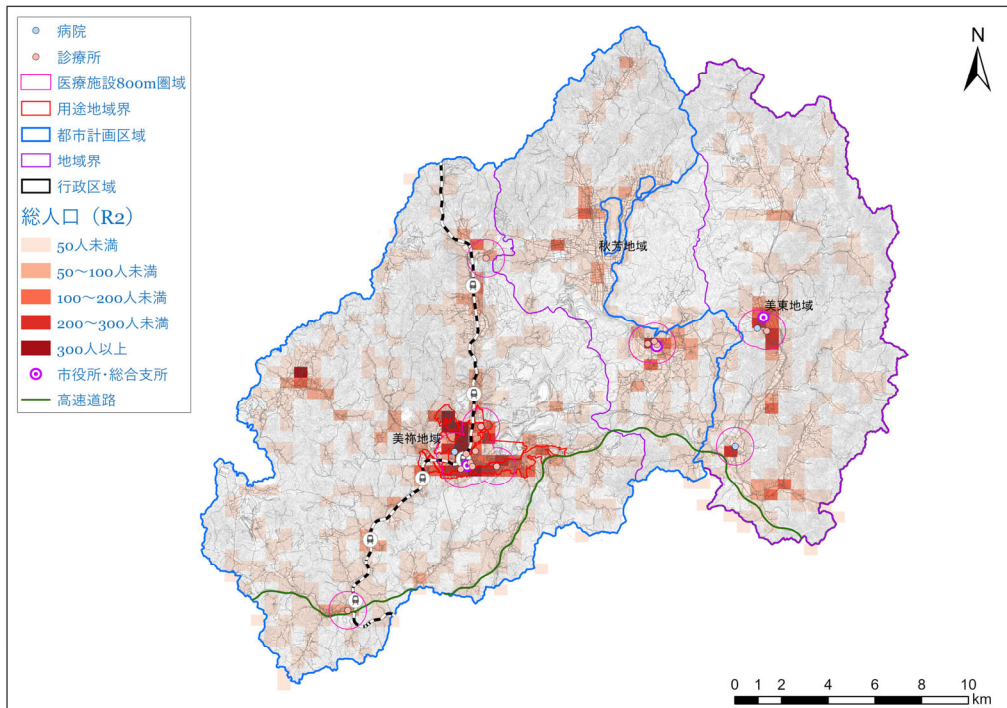 病院
診療所
医療施設800m圏域
用途地域界
都市計画区域
地域界
行政区域
総人口（R2）
50人未満
50～100人未満
100～200人未満
200～300人未満
300人以上
市役所・総合支所
高速道路
N
秋芳地域
美東地域
美祢地域
0 1 2 4 6 8 10
km